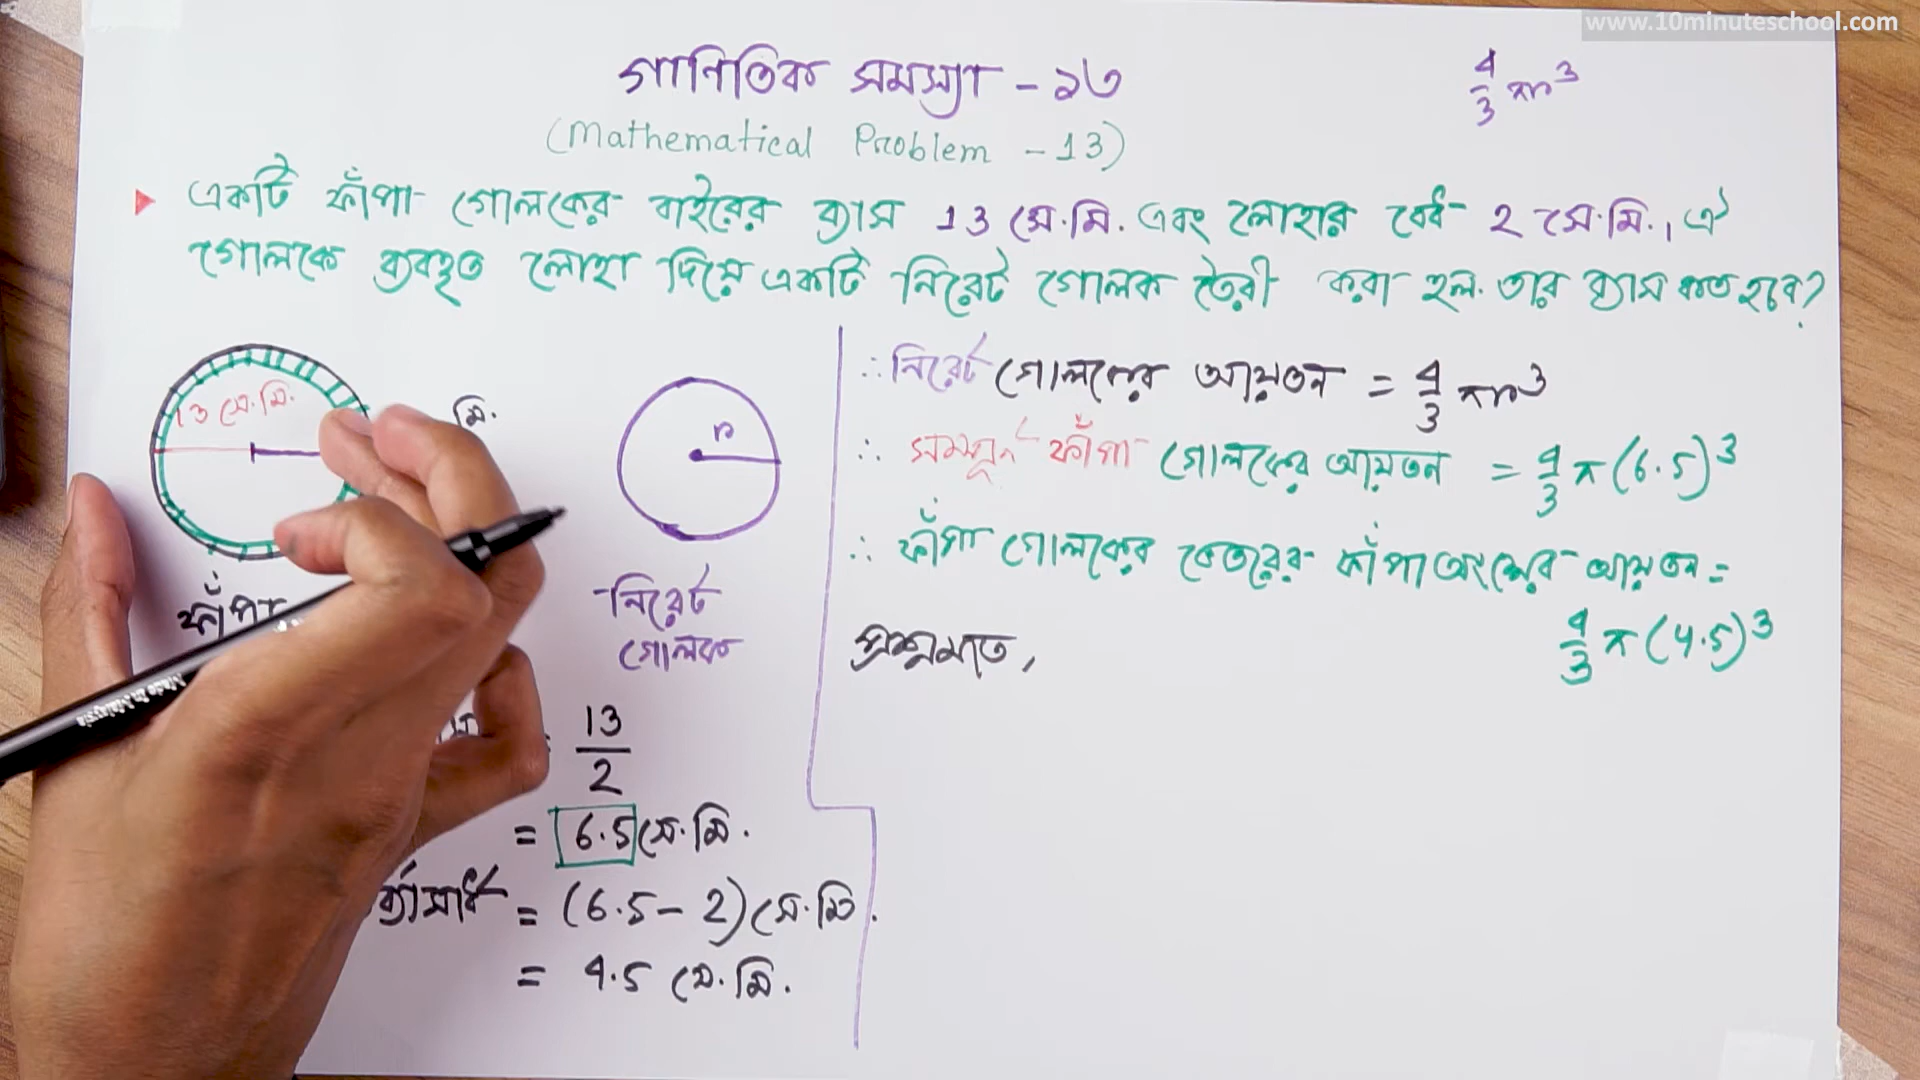 www.10minuteschool.com
গাণিতিক সমস্যা - ১৩
4/3 πr³
(Mathematical Problem - 13)
একটি ফাঁপা গোলকের বাইরের ব্যাস 13 সে.মি. এবং লোহার বেধ 2 সে.মি., ঐ
গোলকে ব্যবহৃত লোহা দিয়ে একটি নিরেট গোলক তৈরী করা হল. তার ব্যাস কত হবে?
13 সে.মি.
মি.
r
ফাঁপা
নিরেট
গোলক
13/2
= 6.5 সে.মি.
ব্যাসার্ধ = (6.5 - 2) সে.মি.
= 4.5 সে.মি.
∴ নিরেট গোলকের আয়তন = 4/3 πr³
∴ সম্পূর্ণ ফাঁপা গোলকের আয়তন = 4/3 π (6.5)³
∴ ফাঁপা গোলকের ভেতরের ফাঁপা অংশের আয়তন =
4/3 π (4.5)³
প্রশ্নমতে,